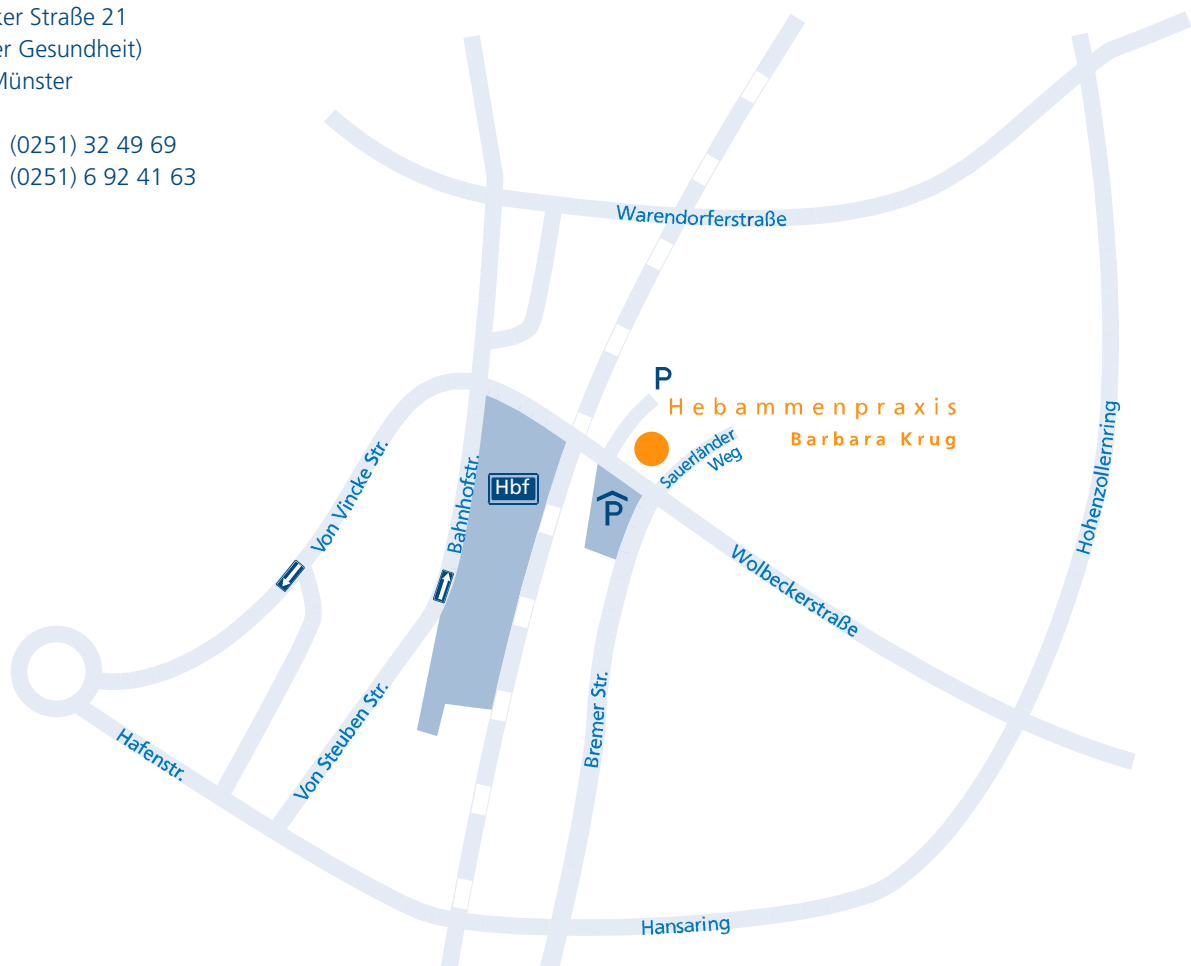 ker Straße 21
er Gesundheit)
Münster
(0251) 32 49 69
(0251) 6 92 41 63
Warendorferstraße
P
Hebammenpraxis
Barbara Krug
Sauerländer
Weg
Hohenzollernring
Von Vincke Str.
Bahnhofstr.
Hbf
P
Wolbeckerstraße
Bremer Str.
Von Steuben Str.
Hafenstr.
Hansaring